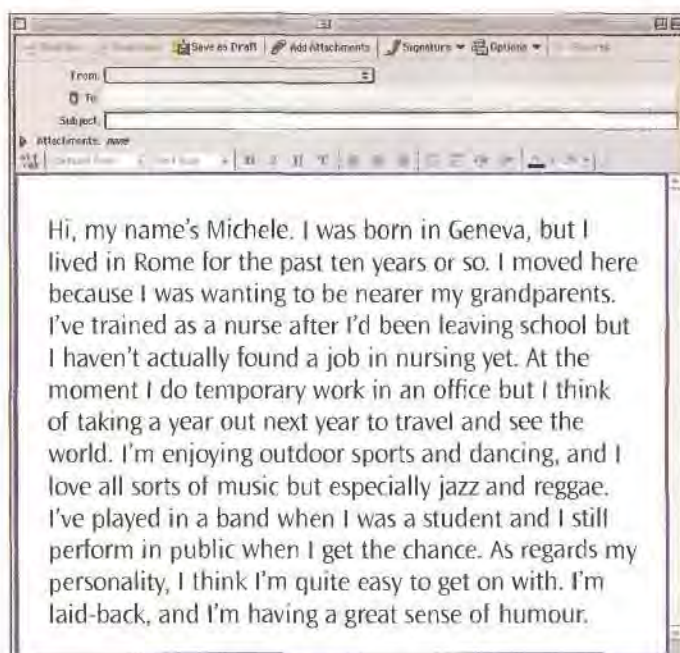 Save as Draft Add Attachments Signature Options
From:
To:
Subject:
Attachments: none
Hi, my name's Michele. I was born in Geneva, but I
lived in Rome for the past ten years or so. I moved here
because I was wanting to be nearer my grandparents.
I've trained as a nurse after I'd been leaving school but
I haven't actually found a job in nursing yet. At the
moment I do temporary work in an office but I think
of taking a year out next year to travel and see the
world. I'm enjoying outdoor sports and dancing, and I
love all sorts of music but especially jazz and reggae.
I've played in a band when I was a student and I still
perform in public when I get the chance. As regards my
personality, I think I'm quite easy to get on with. I'm
laid-back, and I'm having a great sense of humour.